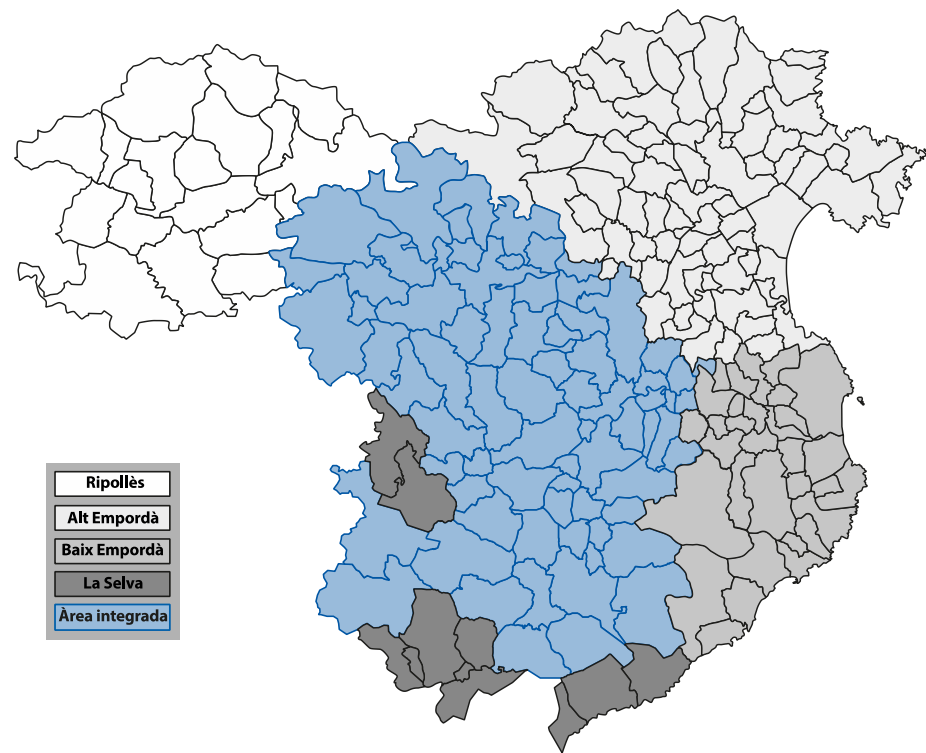 Ripollès
Alt Empordà
Baix Empordà
La Selva
Àrea integrada